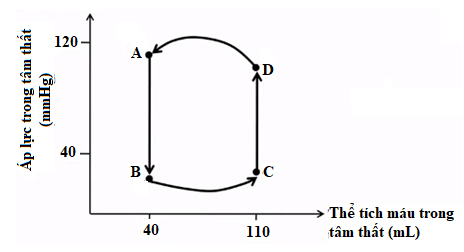 Áp lực trong tâm thất
(mmHg)
120
40
A
D
B
C
40
110
Thể tích máu trong
tâm thất (mL)